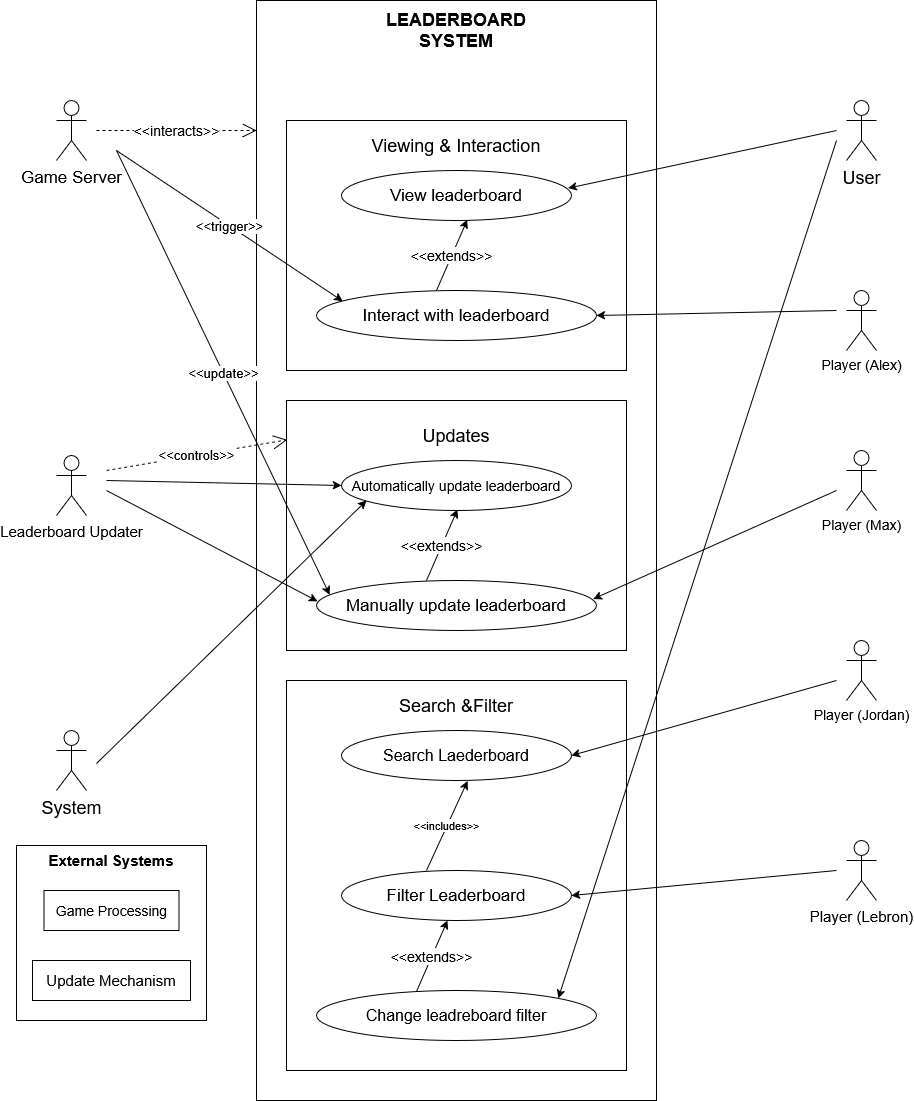 LEADERBOARD
SYSTEM
<<interacts>>
Game Server
User
Viewing & Interaction
View leaderboard
<<trigger>>
<<extends>>
Interact with leaderboard
Player (Alex)
<<update>>
Updates
<<controls>>
Automatically update leaderboard
Leaderboard Updater
Player (Max)
<<extends>>
Manually update leaderboard
Search &Filter
Player (Jordan)
Search Laederboard
System
<<includes>>
External Systems
Filter Leaderboard
Game Processing
Player (Lebron)
<<extends>>
Update Mechanism
Change leadreboard filter